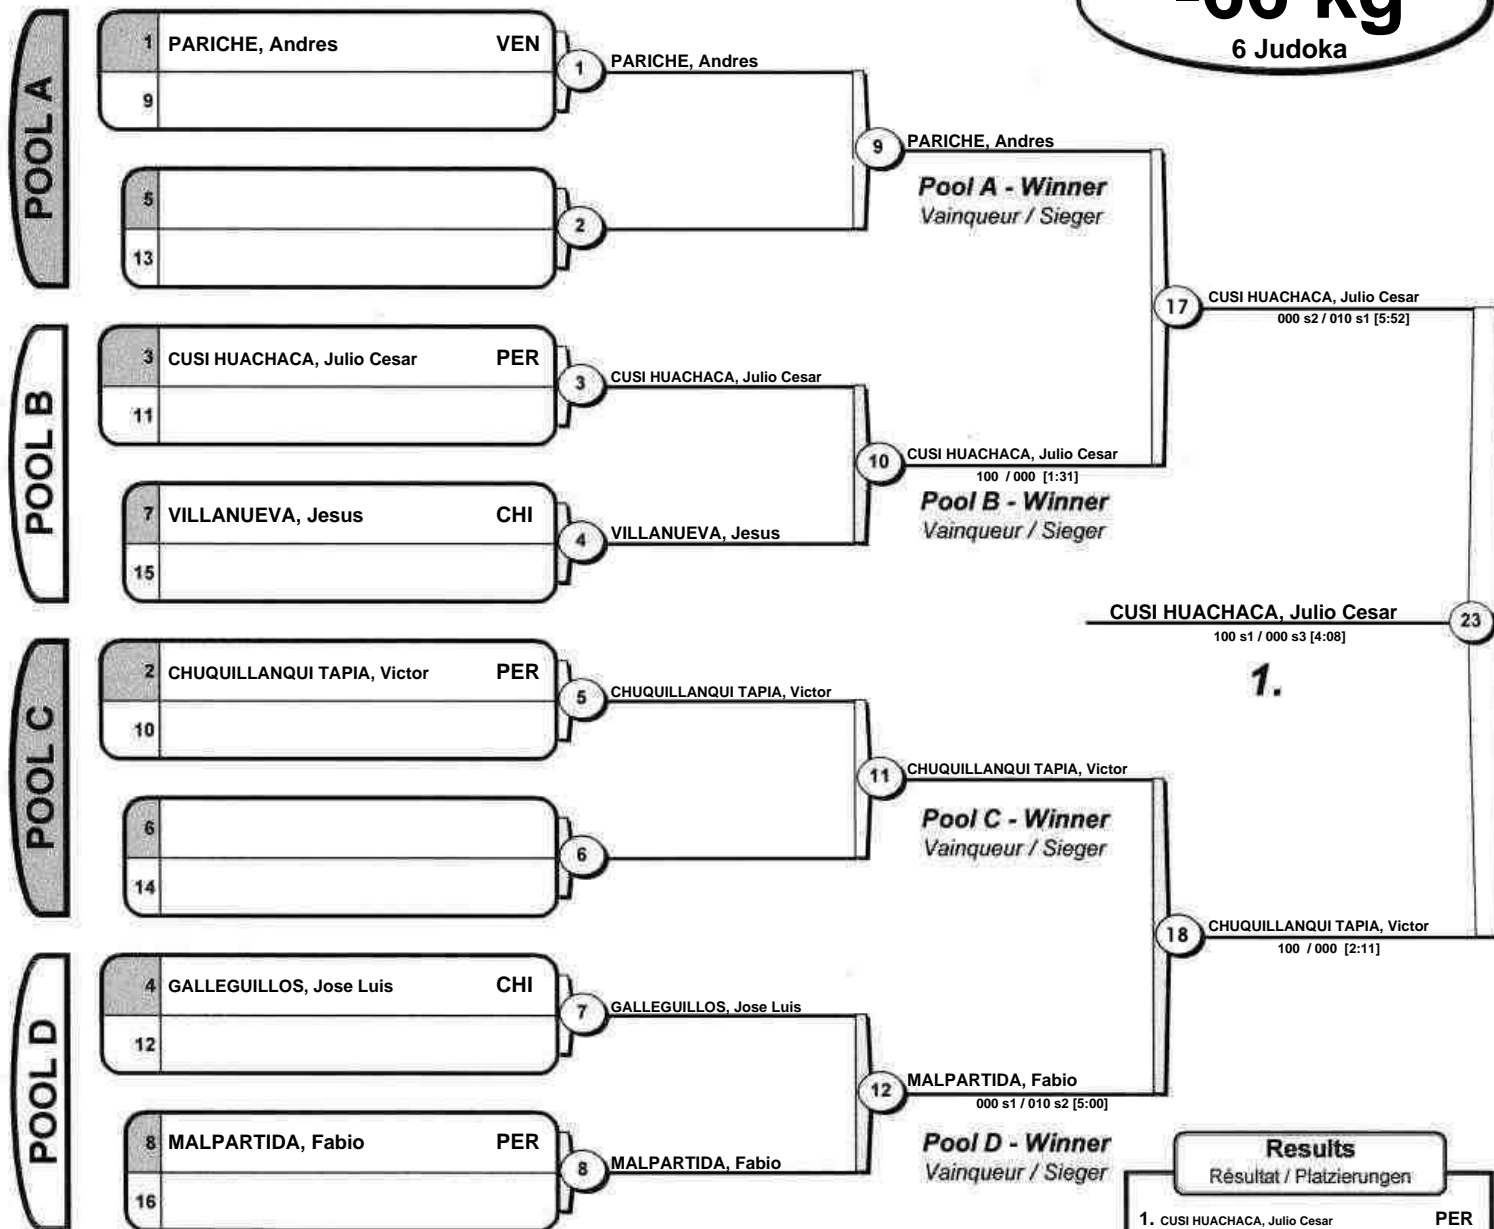 -60 kg
6 Judoka
POOL A
1 PARICHE, Andres VEN
9
1 PARICHE, Andres
5
13
2
9 PARICHE, Andres
Pool A - Winner
Vainqueur / Sieger
POOL B
3 CUSI HUACHACA, Julio Cesar PER
11
3 CUSI HUACHACA, Julio Cesar
7 VILLANUEVA, Jesus CHI
15
4 VILLANUEVA, Jesus
10 CUSI HUACHACA, Julio Cesar
100 / 000 [1:31]
Pool B - Winner
Vainqueur / Sieger
17 CUSI HUACHACA, Julio Cesar
000 s2 / 010 s1 [5:52]
CUSI HUACHACA, Julio Cesar 23
100 s1 / 000 s3 [4:08]
1.
POOL C
2 CHUQUILLANQUI TAPIA, Victor PER
10
5 CHUQUILLANQUI TAPIA, Victor
6
14
6
11 CHUQUILLANQUI TAPIA, Victor
Pool C - Winner
Vainqueur / Sieger
18 CHUQUILLANQUI TAPIA, Victor
100 / 000 [2:11]
POOL D
4 GALLEGUILLOS, Jose Luis CHI
12
7 GALLEGUILLOS, Jose Luis
8 MALPARTIDA, Fabio PER
16
8 MALPARTIDA, Fabio
12 MALPARTIDA, Fabio
000 s1 / 010 s2 [5:00]
Pool D - Winner
Vainqueur / Sieger
Results
Résultat / Platzierungen
1. CUSI HUACHACA, Julio Cesar PER